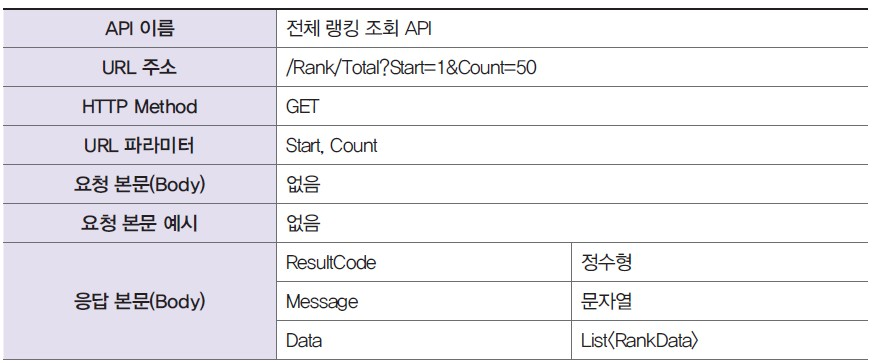 API 이름 전체 랭킹 조회 API
URL 주소 /Rank/Total?Start=1&Count=50
HTTP Method GET
URL 파라미터 Start, Count
요청 본문(Body) 없음
요청 본문 예시 없음
응답 본문(Body)
ResultCode 정수형
Message 문자열
Data List〈RankData〉